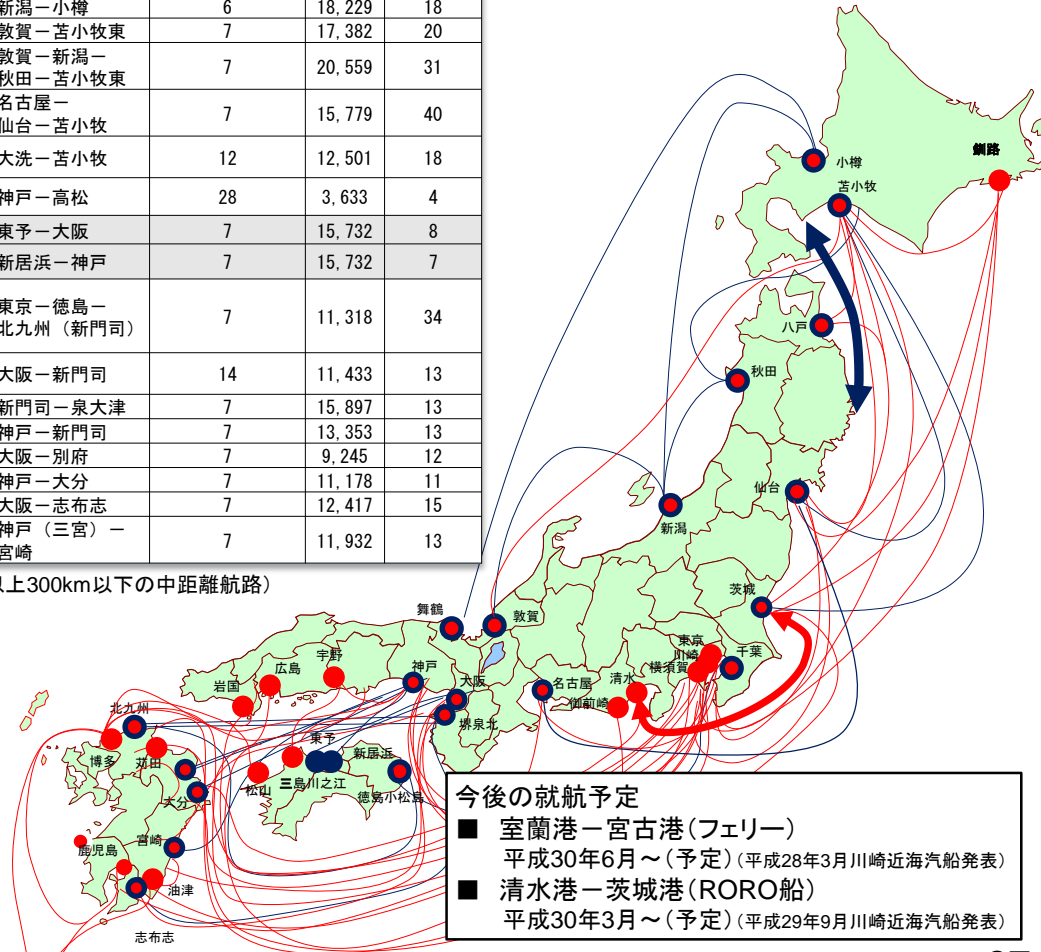 新潟－小樽 6 18,229 18
敦賀－苫小牧東 7 17,382 20
敦賀－新潟－
秋田－苫小牧東 7 20,559 31
名古屋－
仙台－苫小牧 7 15,779 40
大洗－苫小牧 12 12,501 18
神戸－高松 28 3,633 4
東予－大阪 7 15,732 8
新居浜－神戸 7 15,732 7
東京－徳島－
北九州（新門司） 7 11,318 34
大阪－新門司 14 11,433 13
新門司－泉大津 7 15,897 13
神戸－新門司 7 13,353 13
大阪－別府 7 9,245 12
神戸－大分 7 11,178 11
大阪－志布志 7 12,417 15
神戸（三宮）－
宮崎 7 11,932 13
以上300km以下の中距離航路）
小樽
釧路
苫小牧
八戸
秋田
仙台
新潟
茨城
舞鶴
敦賀
東京
川崎
千葉
横須賀
宇野
神戸
広島
大阪
名古屋
清水
岩国
御前崎
北九州
堺泉北
東予
新居浜
博多
苅田
松山
三島川之江
徳島小松島
大分
宮崎
鹿児島
油津
志布志
今後の就航予定
■ 室蘭港－宮古港（フェリー）
平成30年6月～（予定）（平成28年3月川崎近海汽船発表）
■ 清水港－茨城港（RORO船）
平成30年3月～（予定）（平成29年9月川崎近海汽船発表）